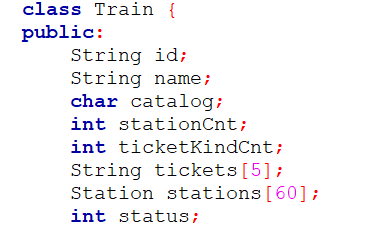 class Train {
public:
    String id;
    String name;
    char catalog;
    int stationCnt;
    int ticketKindCnt;
    String tickets[5];
    Station stations[60];
    int status;